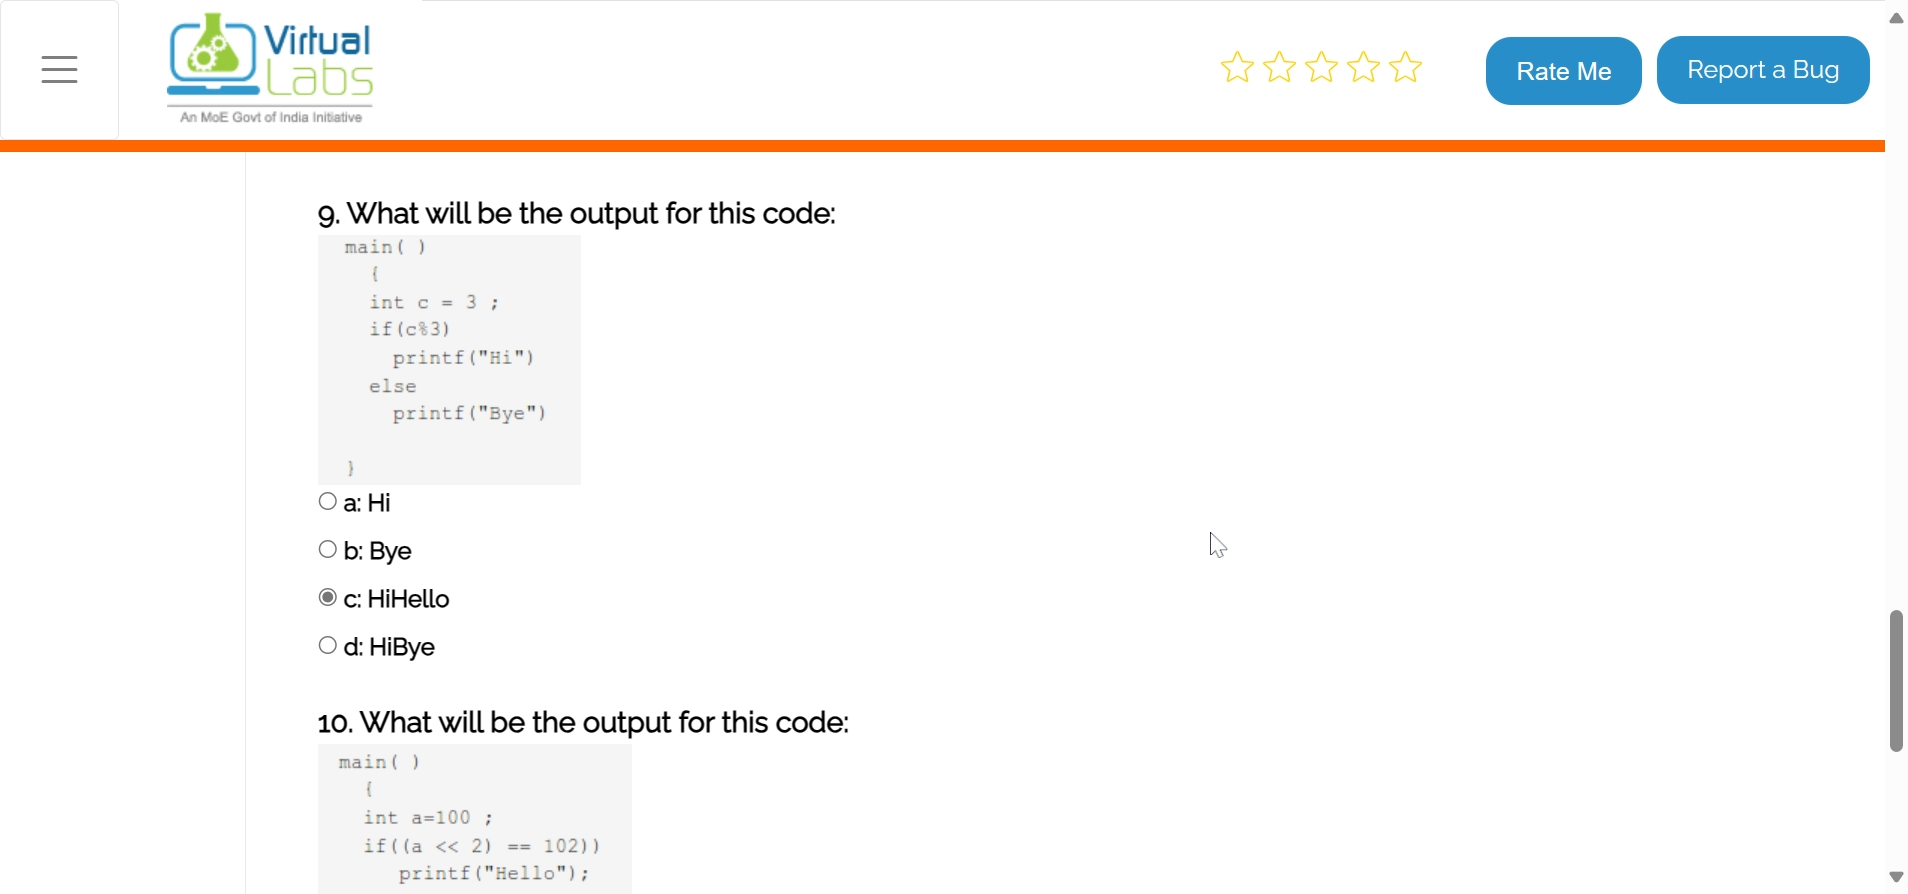 Virtual
Labs
An MoE Govt of India Initiative
Rate Me
Report a Bug
9. What will be the output for this code:
main( )
{
int c = 3 ;
if(c%3)
printf("Hi")
else
printf("Bye")
}
a: Hi
b: Bye
c: HiHello
d: HiBye
10. What will be the output for this code:
main( )
{
int a=100 ;
if((a << 2) == 102))
printf("Hello");